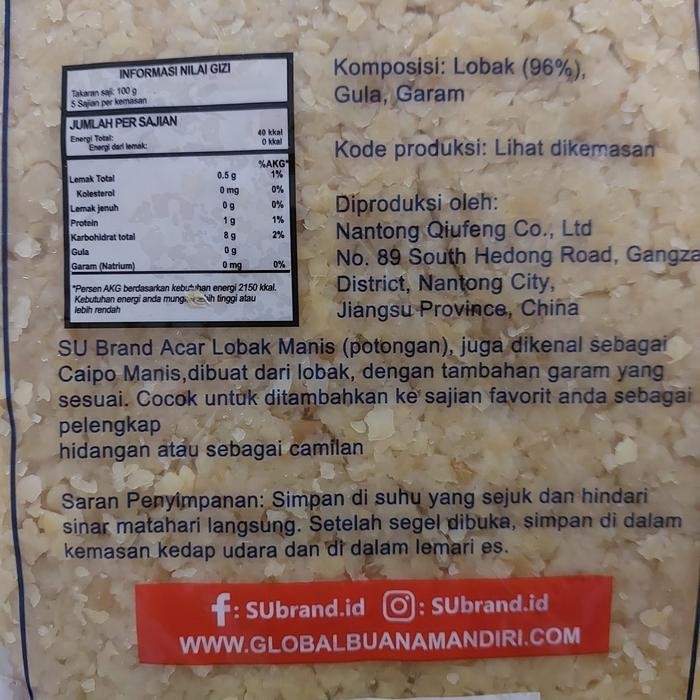 INFORMASI NILAI GIZI
Takaran saji: 100 g
5 Sajian per kemasan
JUMLAH PER SAJIAN
Energi Total: 40 kkal
Energi dari lemak: 0 kkal
%AKG*
Lemak Total 0.5 g 1%
Kolesterol 0 mg 0%
Lemak jenuh 0 g 0%
Protein 1 g 1%
Karbohidrat total 8 g 2%
Gula 0 g
Garam (Natrium) 0 mg 0%
*Persen AKG berdasarkan kebutuhan energi 2150 kkal.
Kebutuhan energi anda tinggi atau
lebih rendah
Komposisi: Lobak (96%),
Gula, Garam
Kode produksi: Lihat dikemasan
Diproduksi oleh:
Nantong Qiufeng Co., Ltd
No. 89 South Hedong Road, Gangza
District, Nantong City,
Jiangsu Province, China
SU Brand Acar Lobak Manis (potongan), juga dikenal sebagai
Caipo Manis,dibuat dari lobak, dengan tambahan garam yang
sesuai. Cocok untuk ditambahkan ke sajian favorit anda sebagai
pelengkap
hidangan atau sebagai camilan
Saran Penyimpanan: Simpan di suhu yang sejuk dan hindari
sinar matahari langsung. Setelah segel dibuka, simpan di dalam
kemasan kedap udara dan di dalam lemari es.
f: SUbrand.id : SUbrand.id
WWW.GLOBALBUANAMANDIRI.COM